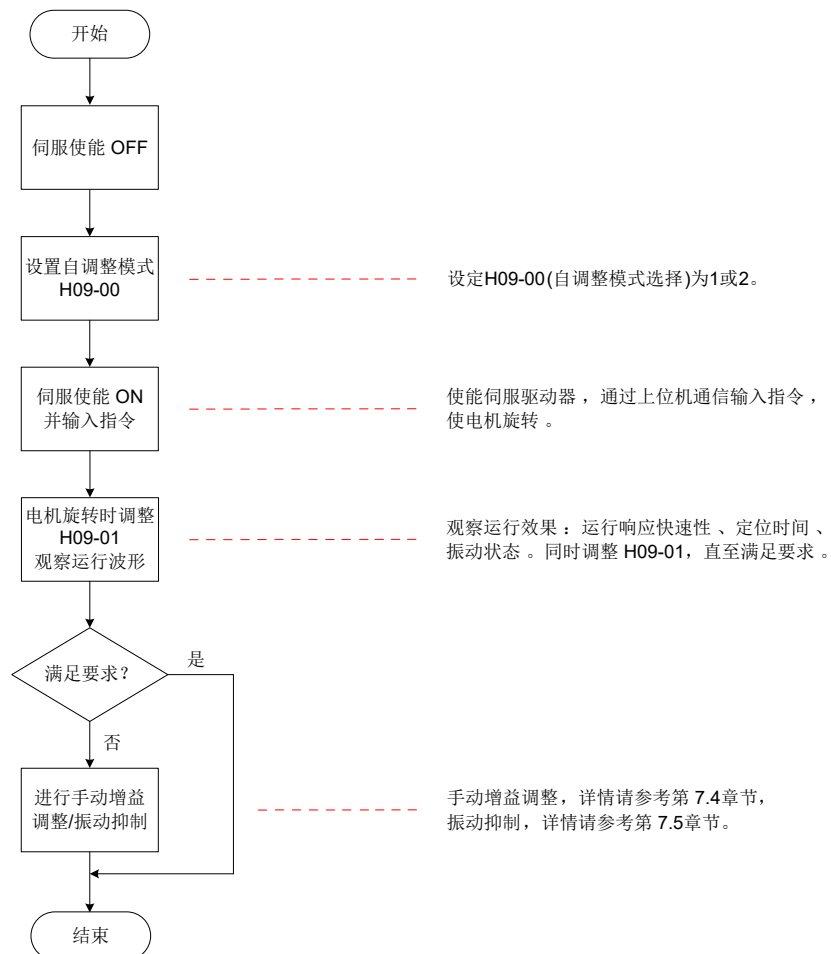 开始
伺服使能 OFF
设置自调整模式
H09-00
设定H09-00(自调整模式选择)为1或2。
伺服使能 ON
并输入指令
使能伺服驱动器，通过上位机通信输入指令，
使电机旋转。
电机旋转时调整
H09-01
观察运行波形
观察运行效果：运行响应快速性、定位时间、
振动状态。同时调整 H09-01，直至满足要求。
满足要求？
是
否
进行手动增益
调整/振动抑制
手动增益调整，详情请参考第 7.4章节，
振动抑制，详情请参考第 7.5章节。
结束